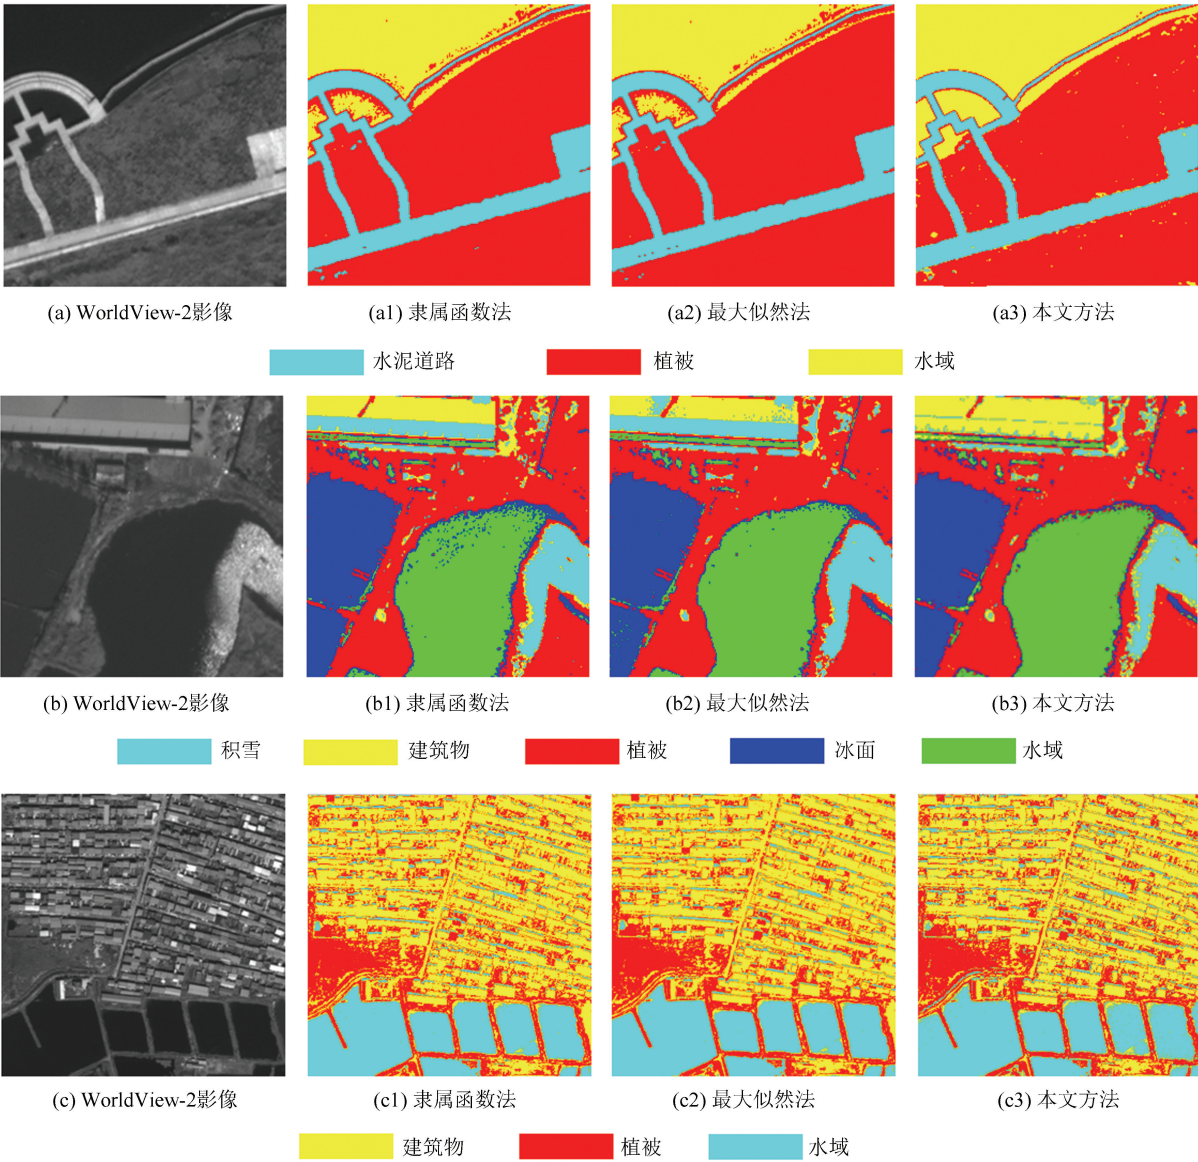 (a) WorldView-2影像 (a1) 隶属函数法 (a2) 最大似然法 (a3) 本文方法
水泥道路 植被 水域
(b) WorldView-2影像 (b1) 隶属函数法 (b2) 最大似然法 (b3) 本文方法
积雪 建筑物 植被 冰面 水域
(c) WorldView-2影像 (c1) 隶属函数法 (c2) 最大似然法 (c3) 本文方法
建筑物 植被 水域